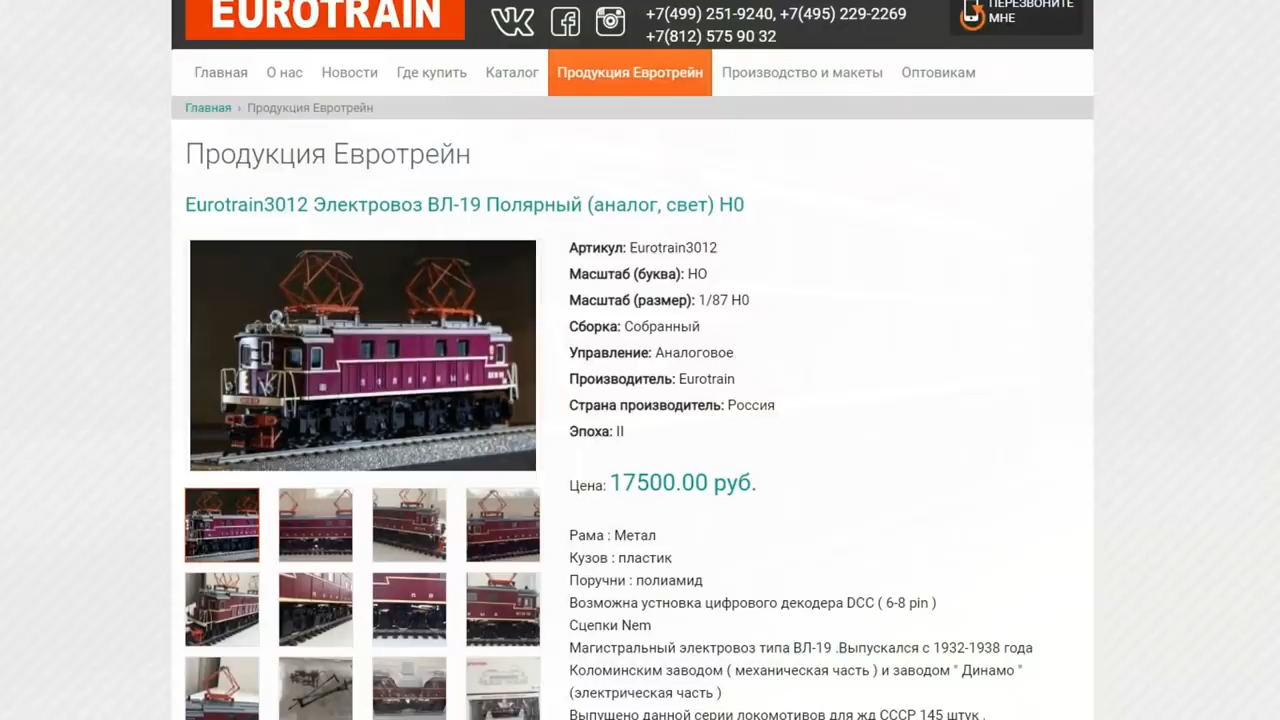 EUROTRAIN
+7(499) 251-9240, +7(495) 229-2269
+7(812) 575 90 32
ПЕРЕЗВОНИТЕ
МНЕ
Главная О нас Новости Где купить Каталог Продукция Евротрейн Производство и макеты Оптовикам
Главная › Продукция Евротрейн
Продукция Евротрейн
Eurotrain3012 Электровоз ВЛ-19 Полярный (аналог, свет) H0
Артикул: Eurotrain3012
Масштаб (буква): HO
Масштаб (размер): 1/87 H0
Сборка: Собранный
Управление: Аналоговое
Производитель: Eurotrain
Страна производитель: Россия
Эпоха: II
Цена: 17500.00 руб.
Рама : Метал
Кузов : пластик
Поручни : полиамид
Возможна устновка цифрового декодера DCC ( 6-8 pin )
Сцепки Nem
Магистральный электровоз типа ВЛ-19 .Выпускался с 1932-1938 года
Коломинским заводом ( механическая часть ) и заводом " Динамо "
(электрическая часть )
Выпущено данной серии локомотивов для жд СССР 145 штук .